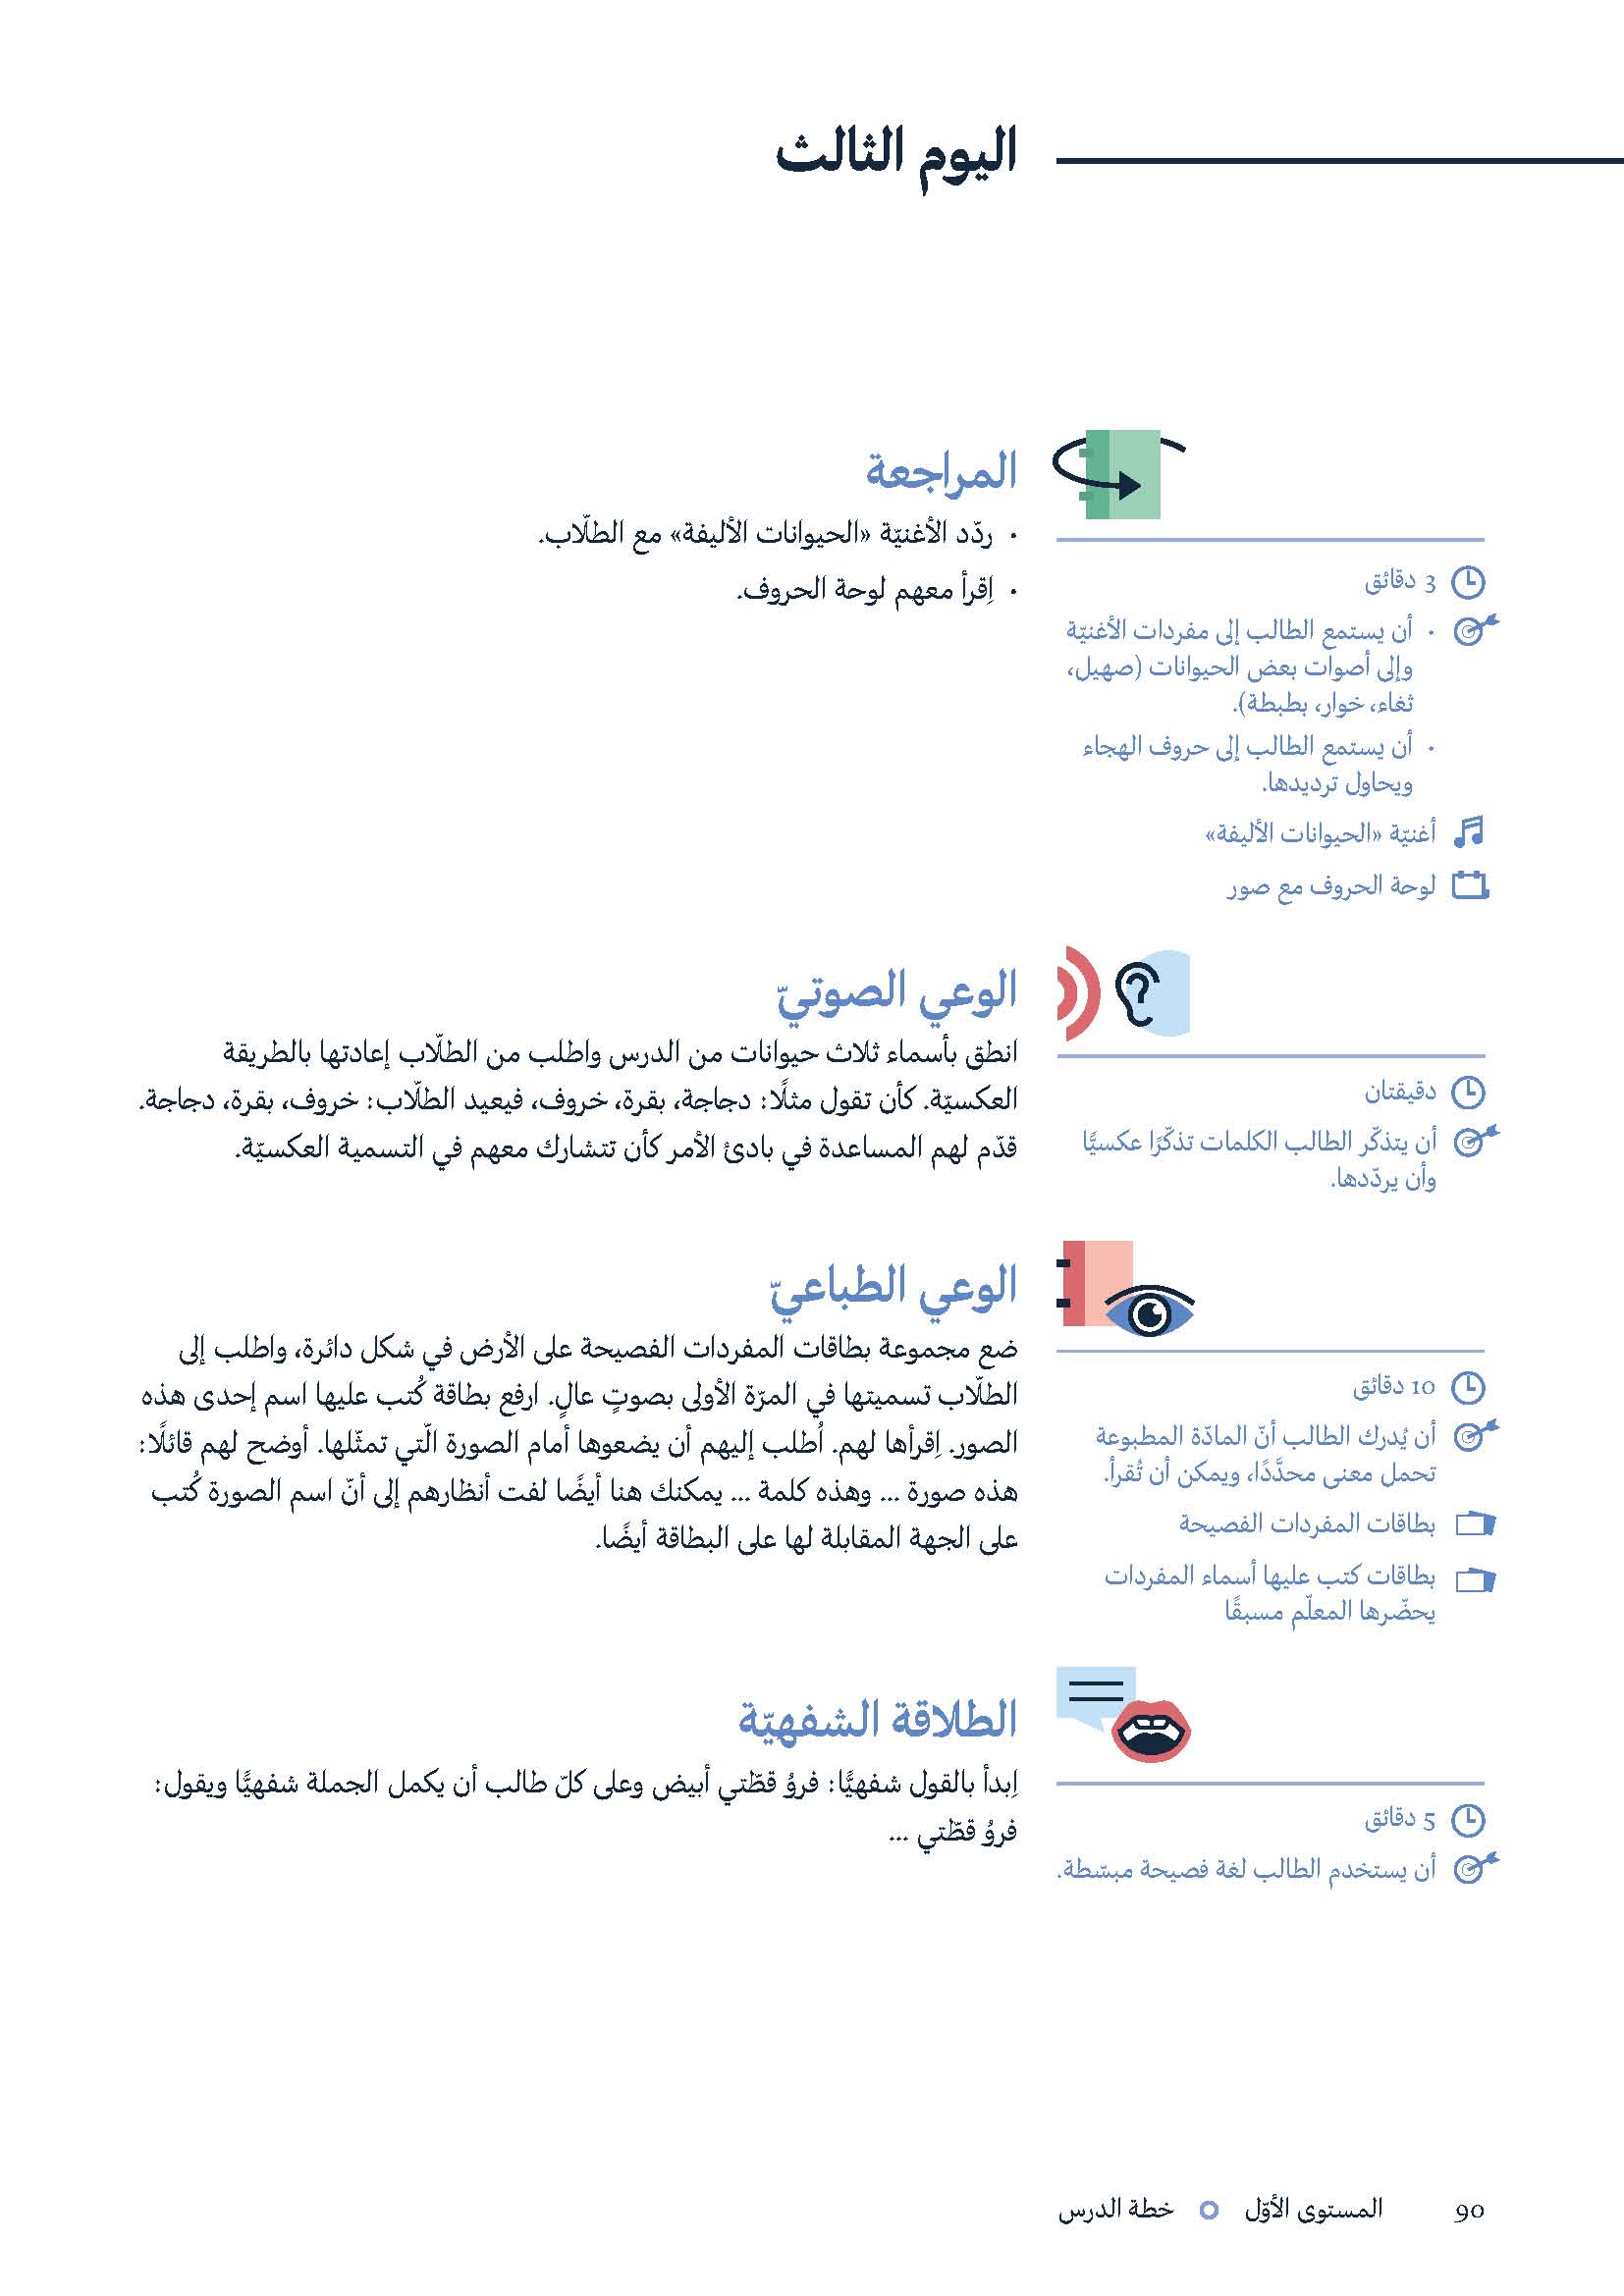 اليوم الثالث
المراجعة
• ردّد الأغنيّة «الحيوانات الأليفة» مع الطلّاب.
• اِقرأ معهم لوحة الحروف.
3 دقائق
• أن يستمع الطالب إلى مفردات الأغنيّة
وإلى أصوات بعض الحيوانات (صهيل،
ثغاء، خوار، بطبطة).
• أن يستمع الطالب إلى حروف الهجاء
ويحاول ترديدها.
أغنيّة «الحيوانات الأليفة»
لوحة الحروف مع صور
الوعي الصوتيّ
انطق بأسماء ثلاث حيوانات من الدرس واطلب من الطلّاب إعادتها بالطريقة
العكسيّة. كأن تقول مثلًا: دجاجة، بقرة، خروف، فيعيد الطلّاب: خروف، بقرة، دجاجة.
قدّم لهم المساعدة في بادئ الأمر كأن تتشارك معهم في التسمية العكسيّة.
دقيقتان
أن يتذكّر الطالب الكلمات تذكّرًا عكسيًّا
وأن يردّدها.
الوعي الطباعيّ
ضع مجموعة بطاقات المفردات الفصيحة على الأرض في شكل دائرة، واطلب إلى
الطلّاب تسميتها في المرّة الأولى بصوتٍ عالٍ. ارفع بطاقة كُتب عليها اسم إحدى هذه
الصور. اِقرأها لهم. اُطلب إليهم أن يضعوها أمام الصورة الّتي تمثّلها. أوضح لهم قائلًا:
هذه صورة ... وهذه كلمة ... يمكنك هنا أيضًا لفت أنظارهم إلى أنّ اسم الصورة كُتب
على الجهة المقابلة لها على البطاقة أيضًا.
10 دقائق
أن يُدرك الطالب أنّ المادّة المطبوعة
تحمل معنى محدَّدًا، ويمكن أن تُقرأ.
بطاقات المفردات الفصيحة
بطاقات كتب عليها أسماء المفردات
يحضّرها المعلّم مسبقًا
الطلاقة الشفهيّة
اِبدأ بالقول شفهيًّا: فروُ قطّتي أبيض وعلى كلّ طالب أن يكمل الجملة شفهيًّا ويقول:
فروُ قطّتي ...
5 دقائق
أن يستخدم الطالب لغة فصيحة مبسّطة.
90 المستوى الأوّل خطة الدرس